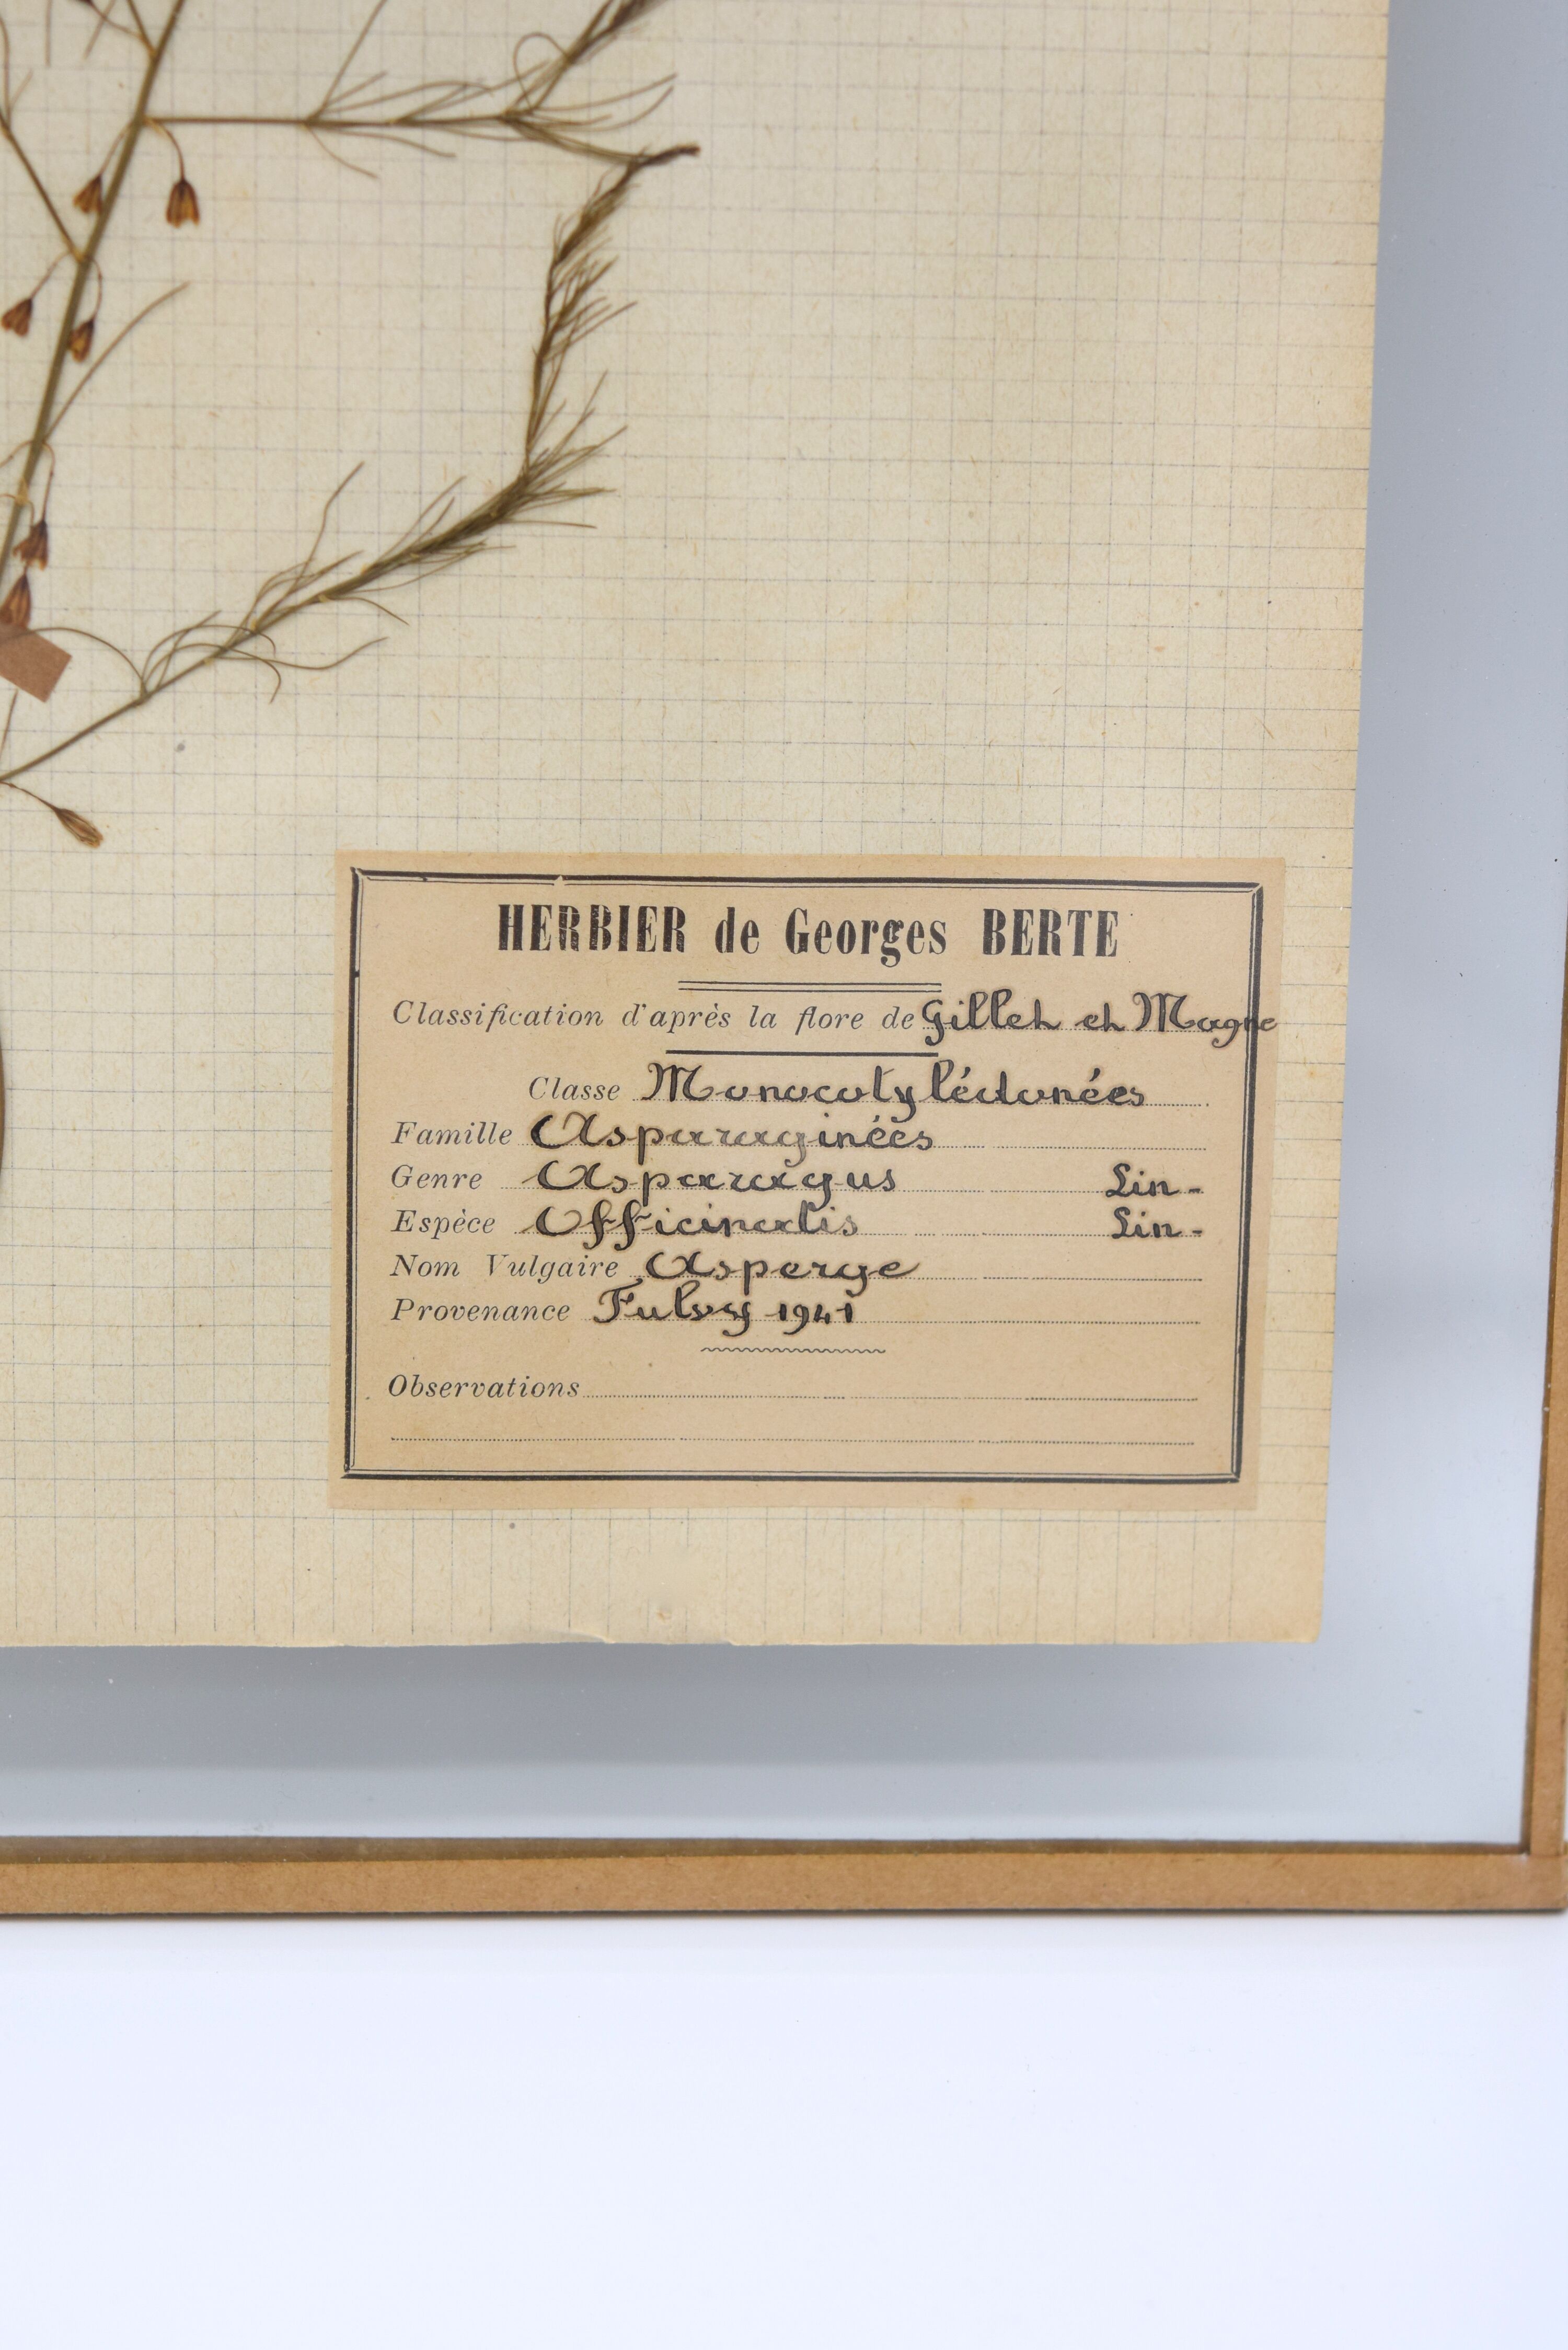 HERBIER de Georges BERTE
Classification d'après la flore de Gillet et Magne
Classe Monocotylédonées
Famille Asparaginées
Genre Asparagus Lin-
Espèce Officinalis Lin-
Nom Vulgaire Asperge
Provenance Fulvy 1941
Observations